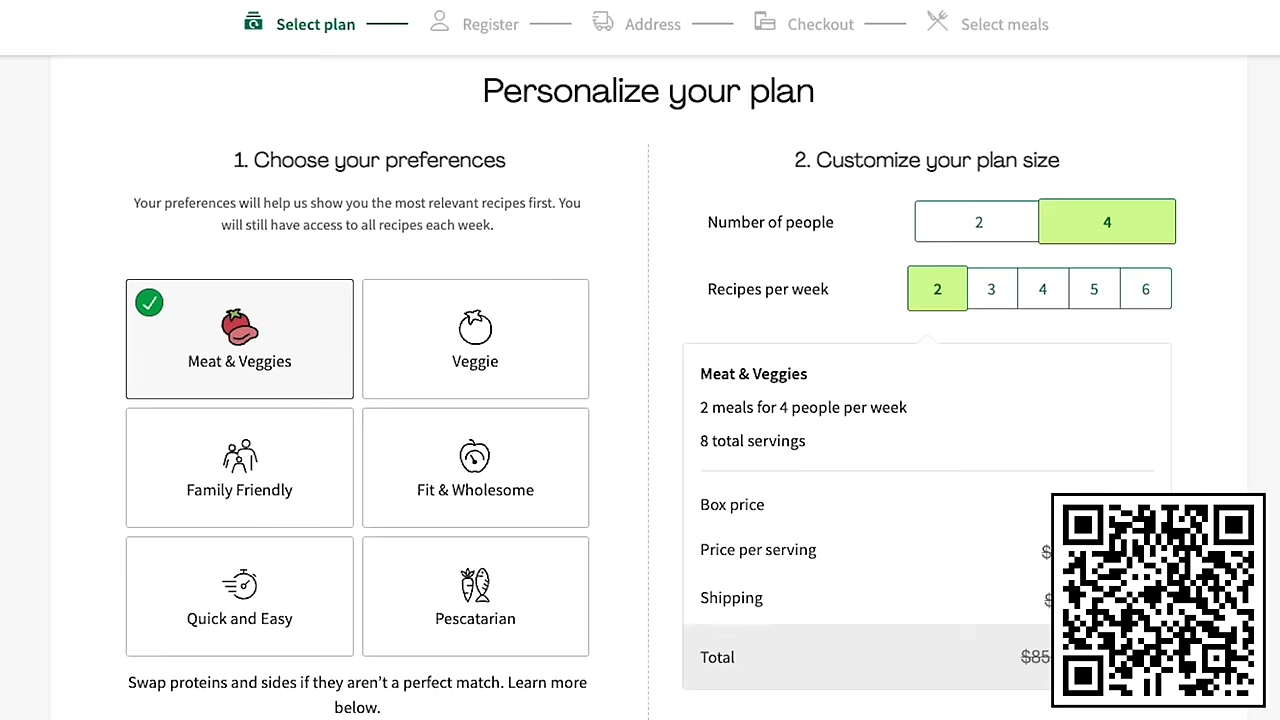 Select plan
Register
Address
Checkout
Select meals
Personalize your plan
1. Choose your preferences
Your preferences will help us show you the most relevant recipes first. You
will still have access to all recipes each week.
Meat & Veggies
Veggie
Family Friendly
Fit & Wholesome
Quick and Easy
Pescatarian
Swap proteins and sides if they aren’t a perfect match. Learn more
below.
2. Customize your plan size
Number of people
2
4
Recipes per week
2
3
4
5
6
Meat & Veggies
2 meals for 4 people per week
8 total servings
Box price
Price per serving
$
Shipping
$
Total
$85